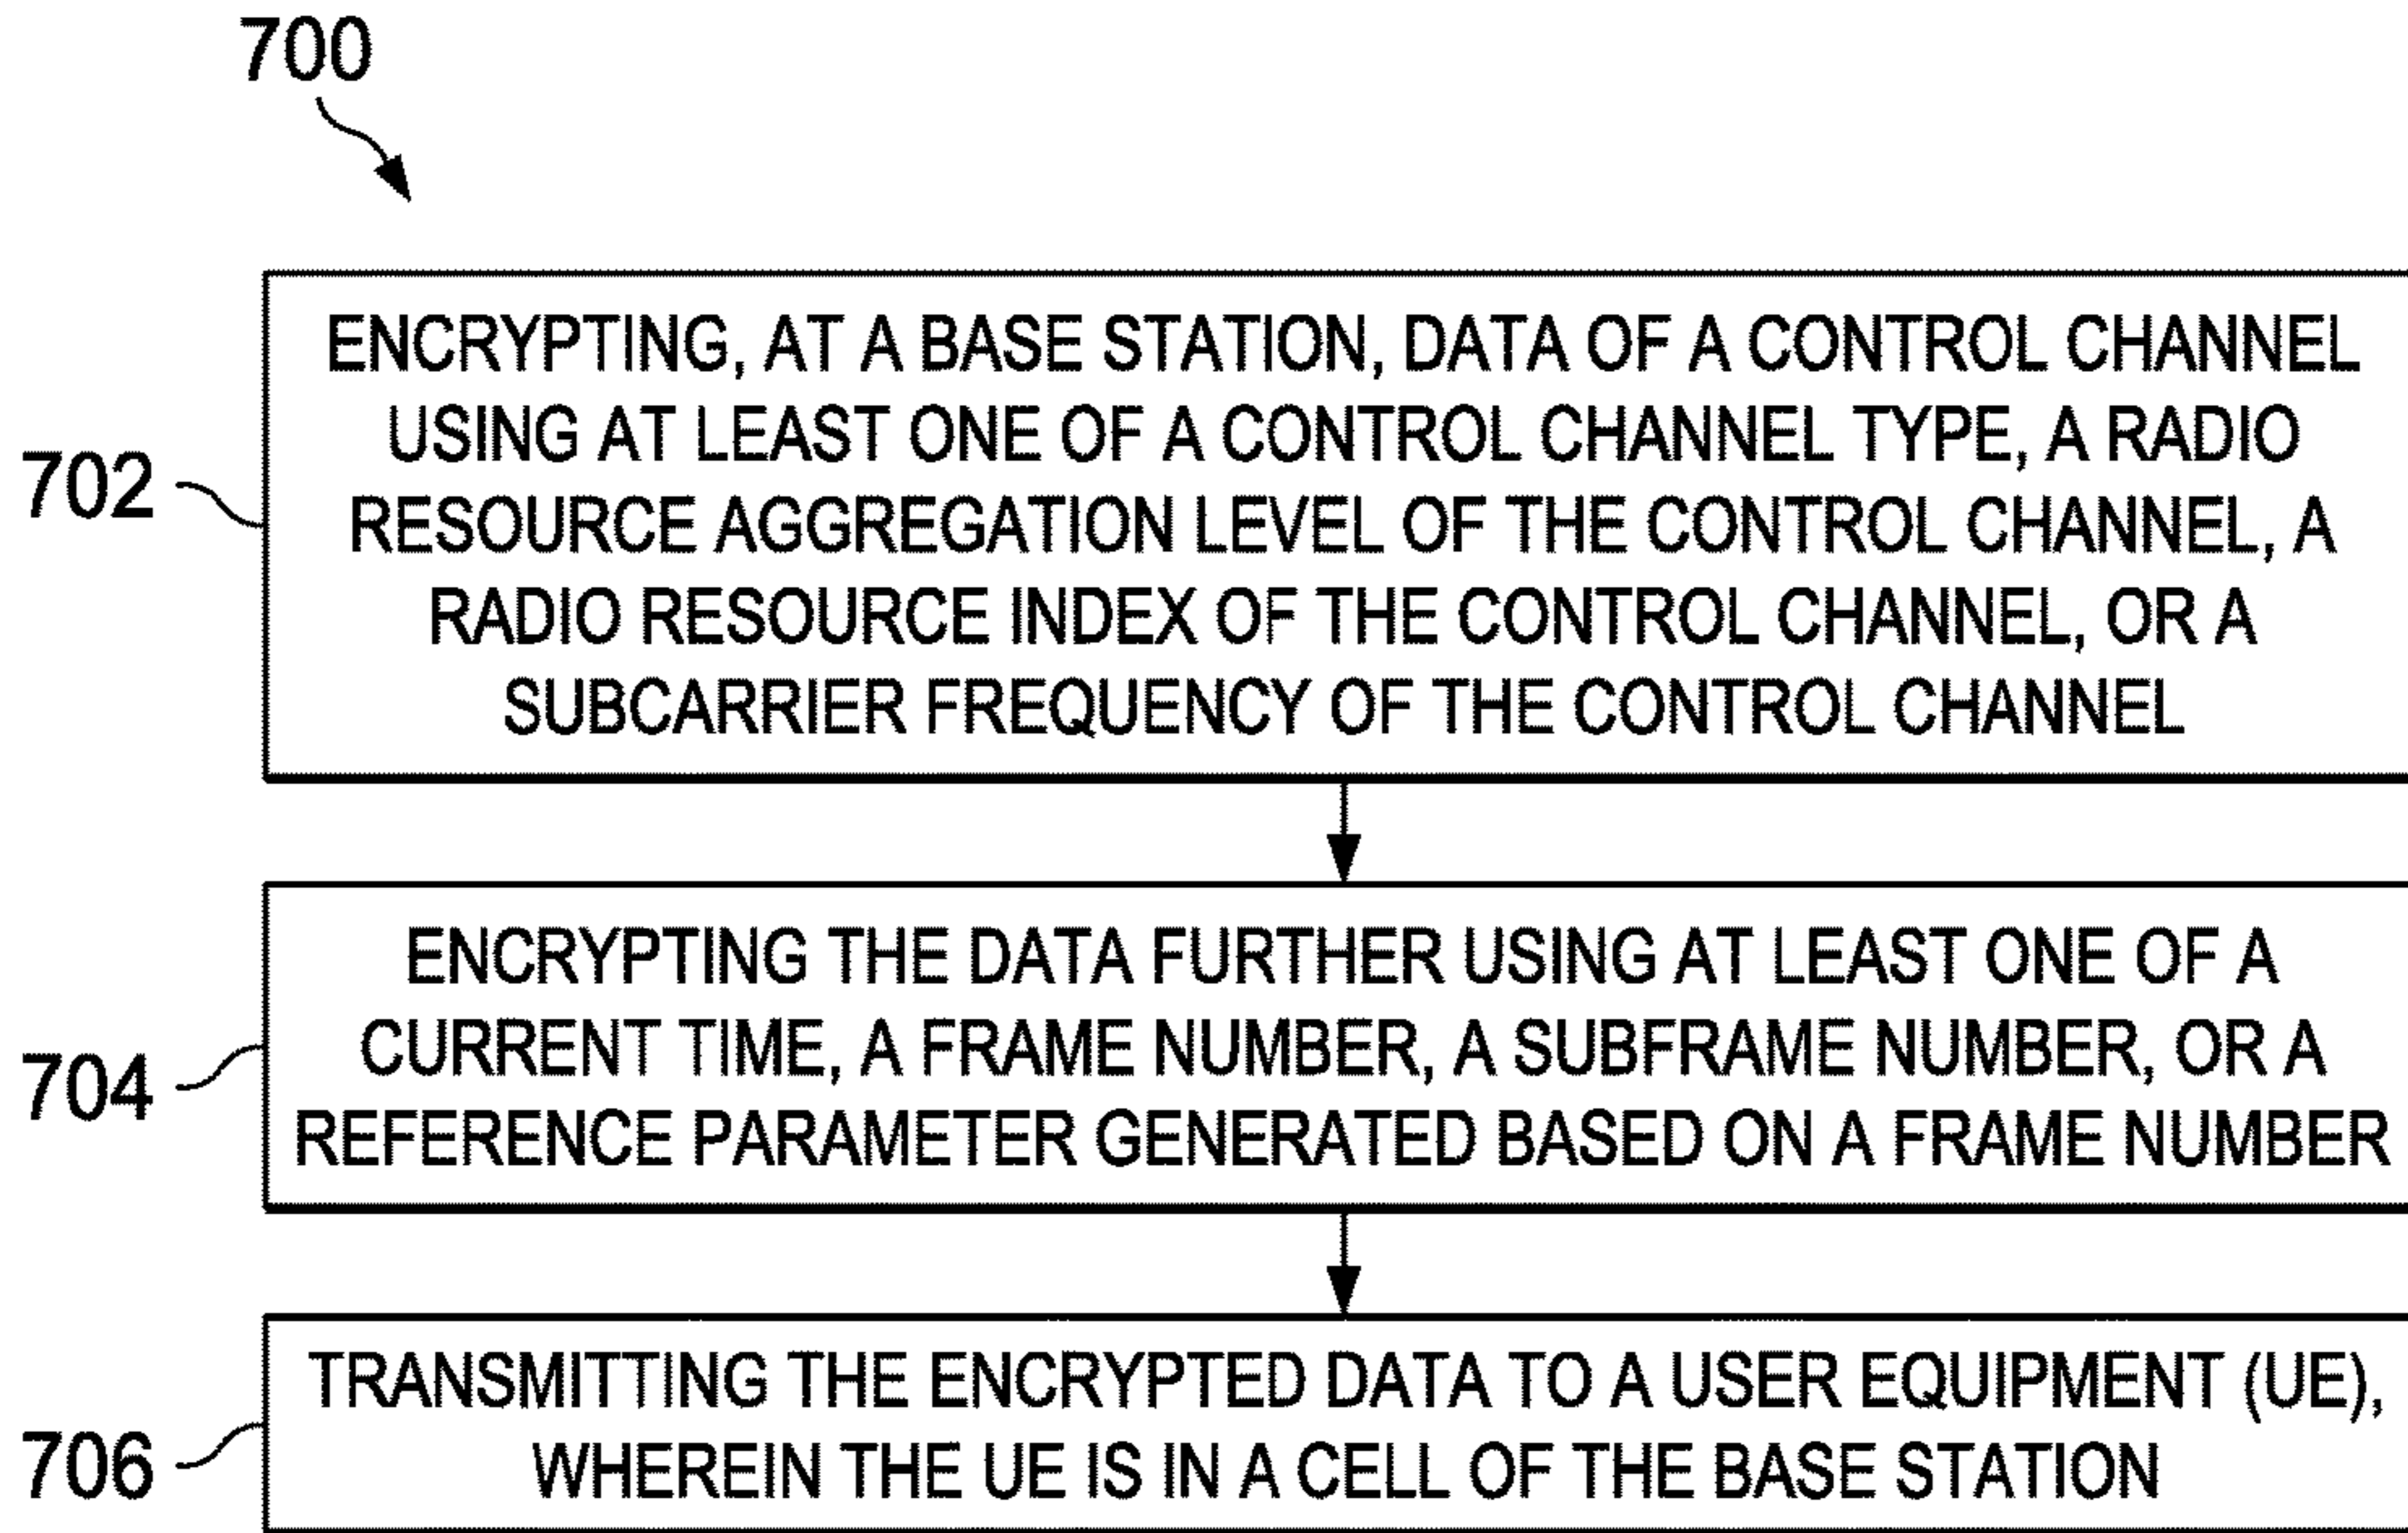 700
702
ENCRYPTING, AT A BASE STATION, DATA OF A CONTROL CHANNEL
USING AT LEAST ONE OF A CONTROL CHANNEL TYPE, A RADIO
RESOURCE AGGREGATION LEVEL OF THE CONTROL CHANNEL, A
RADIO RESOURCE INDEX OF THE CONTROL CHANNEL, OR A
SUBCARRIER FREQUENCY OF THE CONTROL CHANNEL
704
ENCRYPTING THE DATA FURTHER USING AT LEAST ONE OF A
CURRENT TIME, A FRAME NUMBER, A SUBFRAME NUMBER, OR A
REFERENCE PARAMETER GENERATED BASED ON A FRAME NUMBER
706
TRANSMITTING THE ENCRYPTED DATA TO A USER EQUIPMENT (UE),
WHEREIN THE UE IS IN A CELL OF THE BASE STATION